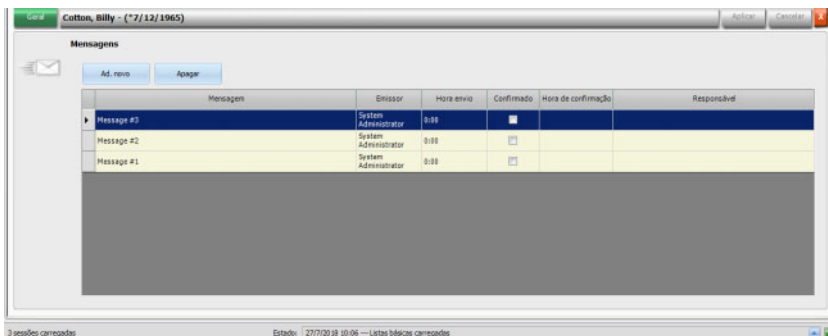 Geral Cotton, Billy - (*7/12/1965) Aplicar Cancelar X
Mensagens
Ad. novo Apagar
Mensagem Emissor Hora envio Confirmado Hora de confirmação Responsável
Message #3 System Administrator 0:00
Message #2 System Administrator 0:00
Message #1 System Administrator 0:00
3 sessões carregadas Estado: 27/7/2018 10:06 — Listas básicas carregadas